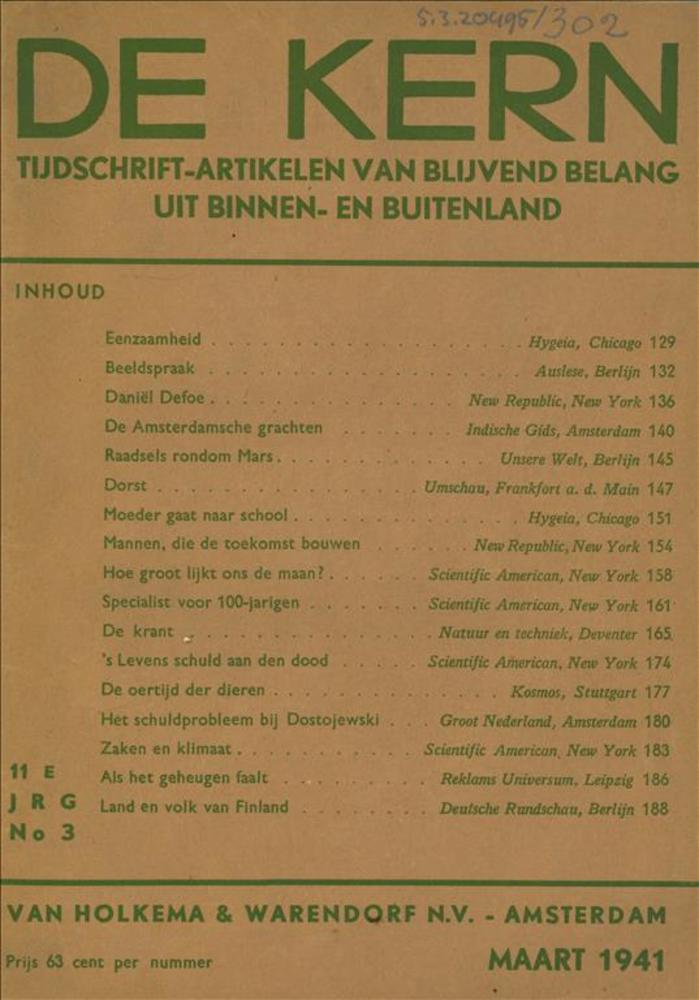 5.3.20495/302
DE KERN
TIJDSCHRIFT-ARTIKELEN VAN BLIJVEND BELANG
UIT BINNEN- EN BUITENLAND
INHOUD
Eenzaamheid . . . . . . . . . . . . . . . . Hygeia, Chicago 129
Beeldspraak . . . . . . . . . . . . . . . . Auslese, Berlijn 132
Daniël Defoe . . . . . . . . . . . . . New Republic, New York 136
De Amsterdamsche grachten . . . . . . Indische Gids, Amsterdam 140
Raadsels rondom Mars . . . . . . . . . . . Unsere Welt, Berlijn 145
Dorst . . . . . . . . . . . . . Umschau, Frankfort a. d. Main 147
Moeder gaat naar school . . . . . . . . . . . Hygeia, Chicago 151
Mannen, die de toekomst bouwen . . . . . New Republic, New York 154
Hoe groot lijkt ons de maan? . . . . . Scientific American, New York 158
Specialist voor 100-jarigen . . . . . . Scientific American, New York 161
De krant . . . . . . . . . . . . . Natuur en techniek, Deventer 165
's Levens schuld aan den dood . . . . . Scientific American, New York 174
De oertijd der dieren . . . . . . . . . . . . Kosmos, Stuttgart 177
Het schuldprobleem bij Dostojewski . . . Groot Nederland, Amsterdam 180
Zaken en klimaat . . . . . . . . . . Scientific American, New York 183
Als het geheugen faalt . . . . . . . . Reklams Universum, Leipzig 186
Land en volk van Finland . . . . . . . . Deutsche Rundschau, Berlijn 188
11 E
JRG
No 3
VAN HOLKEMA & WARENDORF N.V. - AMSTERDAM
Prijs 63 cent per nummer
MAART 1941